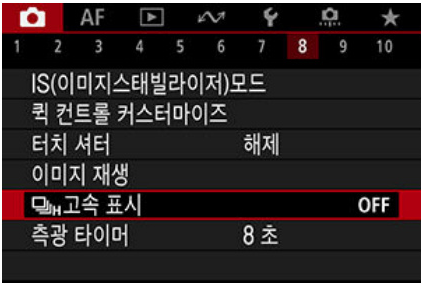 AF
1 2 3 4 5 6 7 8 9 10
IS(이미지스태빌라이저)모드
퀵 컨트롤 커스터마이즈
터치 셔터 해제
이미지 재생
H고속 표시 OFF
측광 타이머 8 초